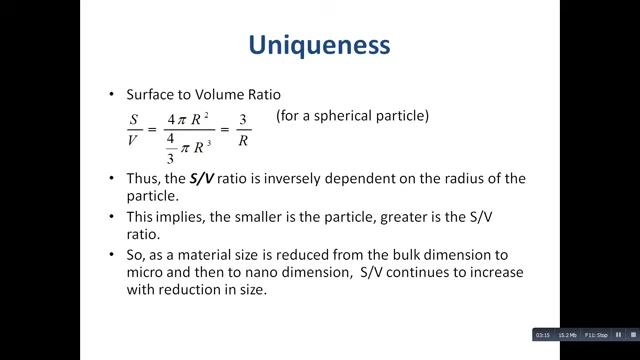 Uniqueness
• Surface to Volume Ratio
S/V = 4 π R² / (4/3 π R³) = 3/R (for a spherical particle)
• Thus, the S/V ratio is inversely dependent on the radius of the
particle.
• This implies, the smaller is the particle, greater is the S/V
ratio.
• So, as a material size is reduced from the bulk dimension to
micro and then to nano dimension, S/V continues to increase
with reduction in size.
03:15 15.2 Mb F11: Stop